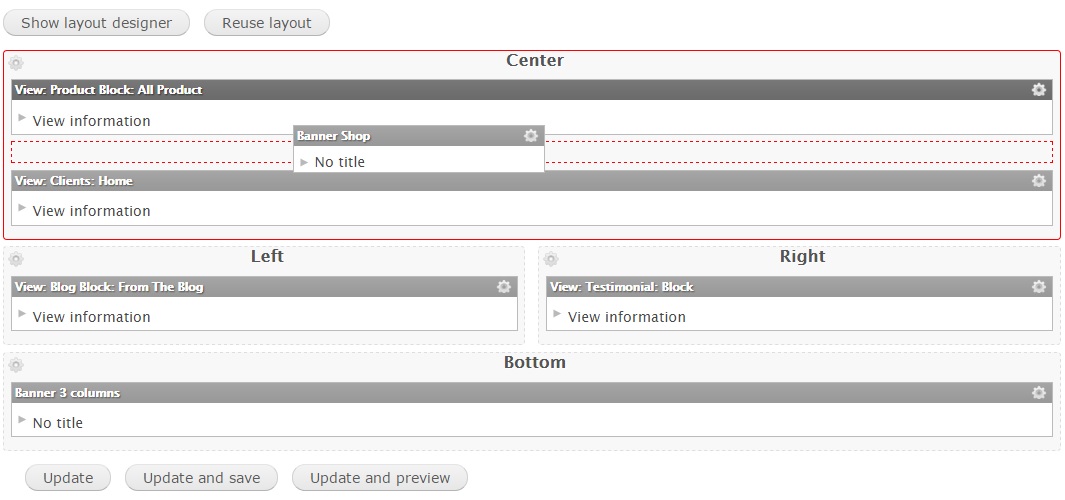 Show layout designer Reuse layout
Center
View: Product Block: All Product
View information
Banner Shop
No title
View: Clients: Home
View information
Left
View: Blog Block: From The Blog
View information
Right
View: Testimonial: Block
View information
Bottom
Banner 3 columns
No title
Update Update and save Update and preview